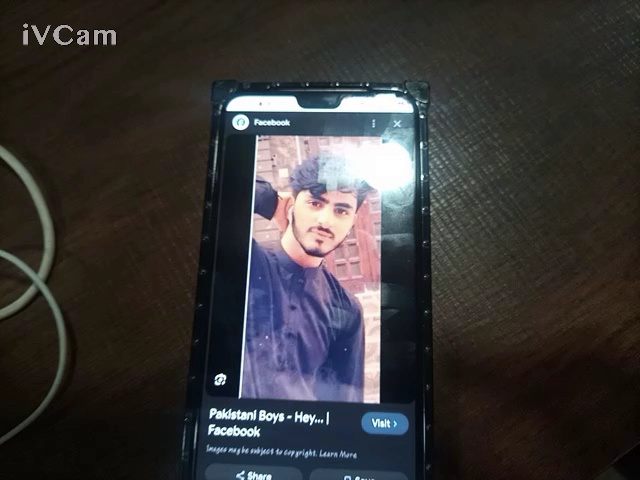 iVCam
Facebook
Pakistani Boys - Hey... |
Facebook
Visit >
Images may be subject to copyright. Learn More
Share